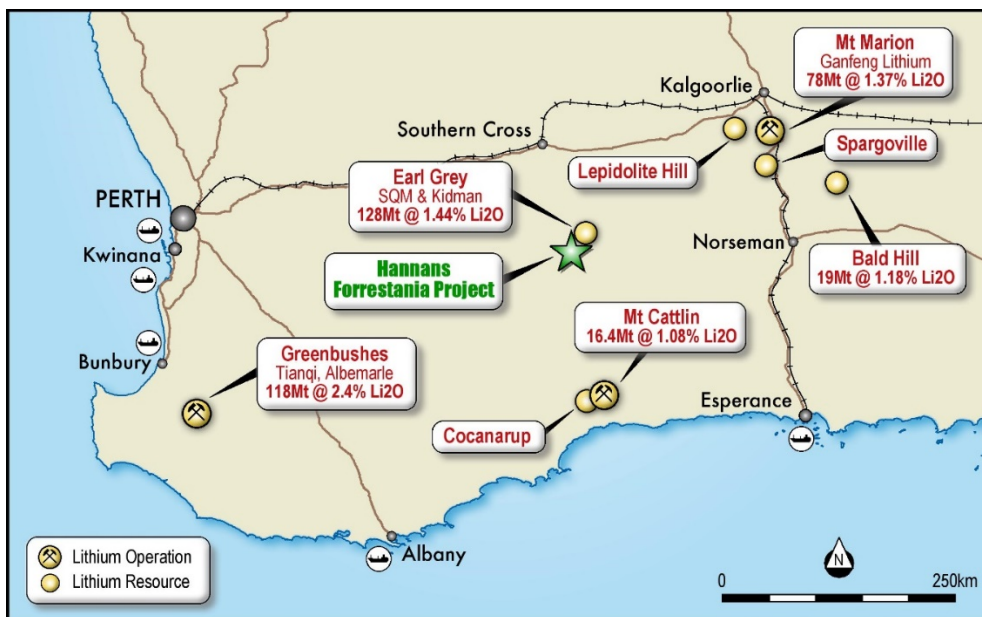 Mt Marion
Ganfeng Lithium
78Mt @ 1.37% Li2O
Kalgoorlie
Southern Cross
Lepidolite Hill
Spargoville
Earl Grey
SQM & Kidman
128Mt @ 1.44% Li2O
PERTH
Kwinana
Norseman
Hannans
Forrestania Project
Bald Hill
19Mt @ 1.18% Li2O
Mt Cattlin
16.4Mt @ 1.08% Li2O
Bunbury
Greenbushes
Tianqi, Albemarle
118Mt @ 2.4% Li2O
Esperance
Cocanarup
Albany
Lithium Operation
Lithium Resource
N
0 250km